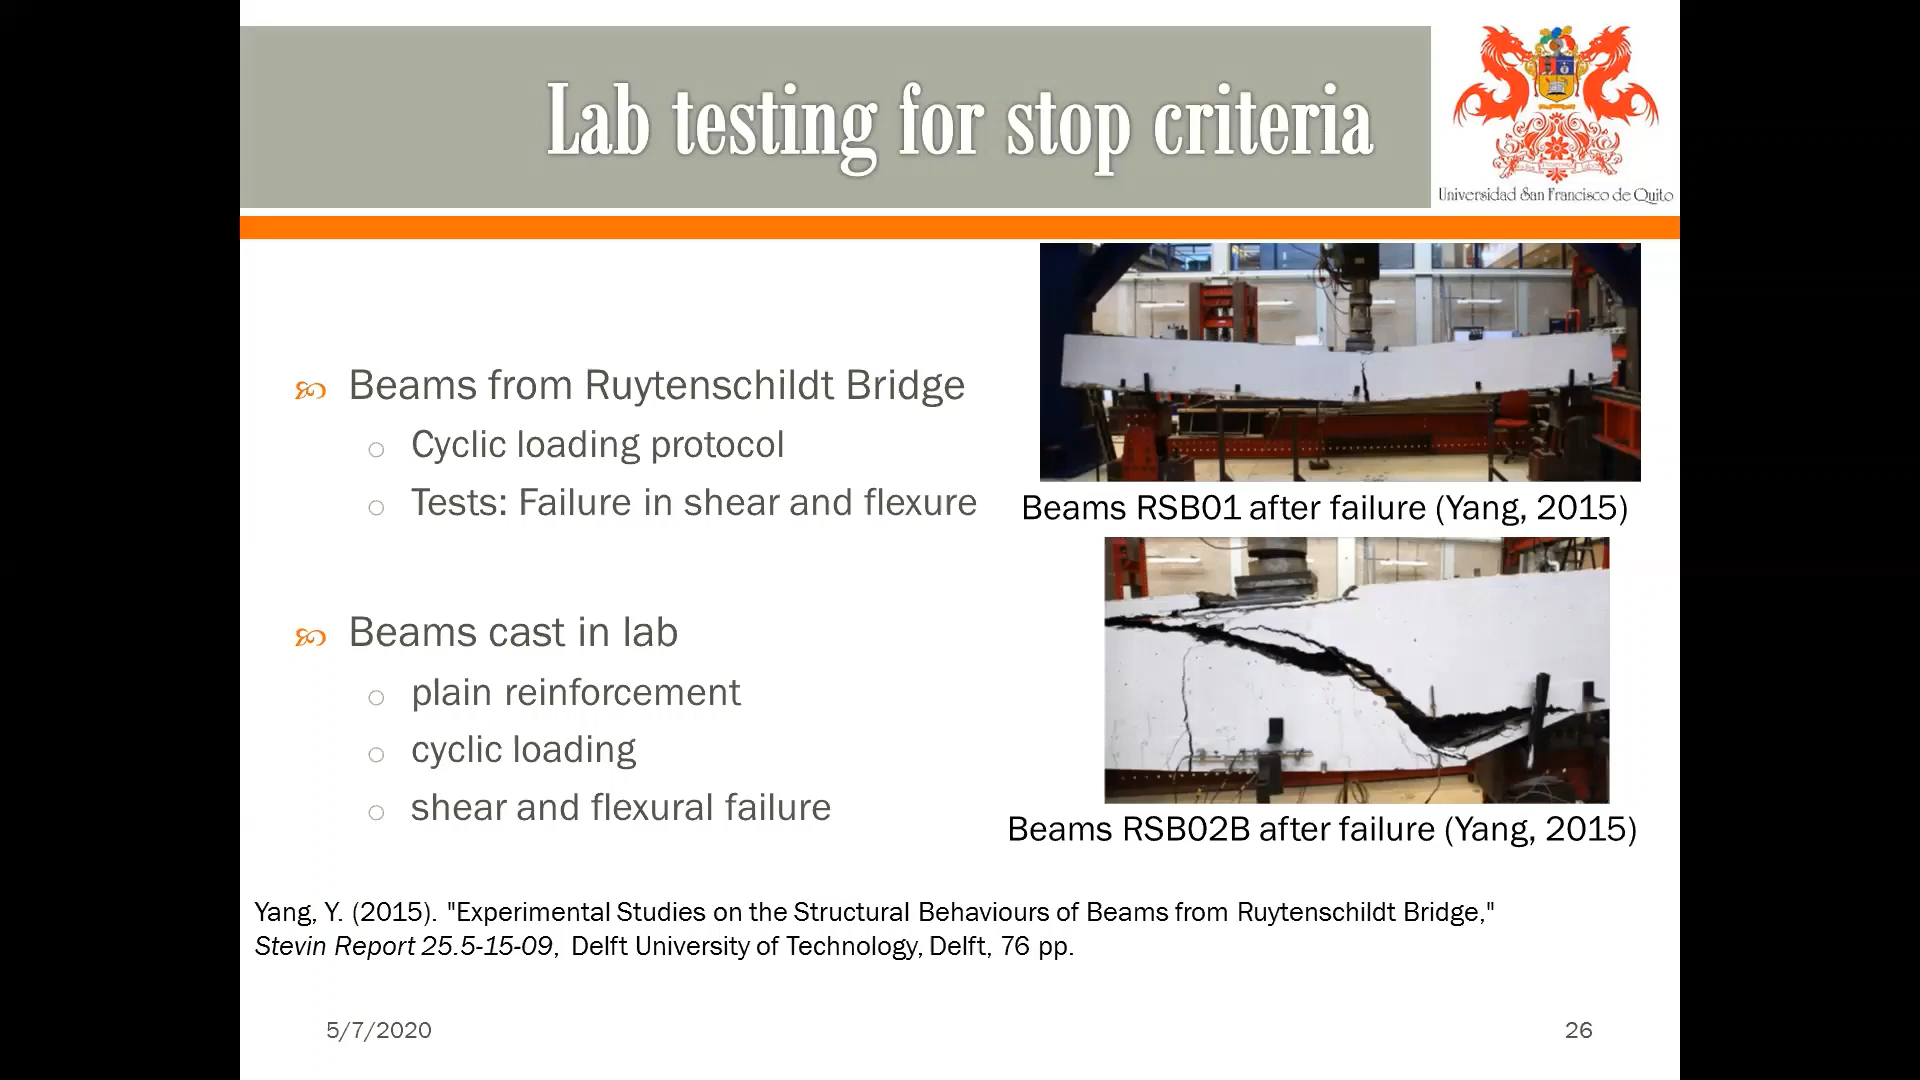 Lab testing for stop criteria
Universidad San Francisco de Quito
Beams from Ruytenschildt Bridge
Cyclic loading protocol
Tests: Failure in shear and flexure
Beams RSB01 after failure (Yang, 2015)
Beams cast in lab
plain reinforcement
cyclic loading
shear and flexural failure
Beams RSB02B after failure (Yang, 2015)
Yang, Y. (2015). "Experimental Studies on the Structural Behaviours of Beams from Ruytenschildt Bridge,"
Stevin Report 25.5-15-09, Delft University of Technology, Delft, 76 pp.
5/7/2020
26